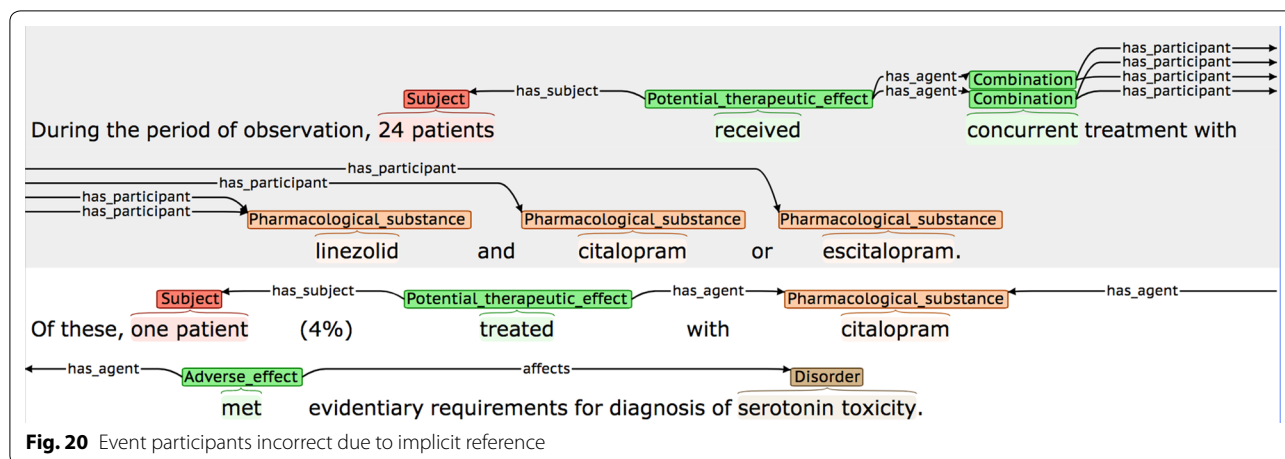 has_participant
has_participant
has_agent Combination has_participant
Subject has_subject Potential_therapeutic_effect has_agent Combination has_participant
During the period of observation, 24 patients received concurrent treatment with
has_participant
has_participant
has_participant
has_participant
Pharmacological_substance Pharmacological_substance Pharmacological_substance
linezolid and citalopram or escitalopram.
Subject has_subject Potential_therapeutic_effect has_agent Pharmacological_substance has_agent
Of these, one patient (4%) treated with citalopram
has_agent Adverse_effect affects Disorder
met evidentiary requirements for diagnosis of serotonin toxicity.
Fig. 20 Event participants incorrect due to implicit reference